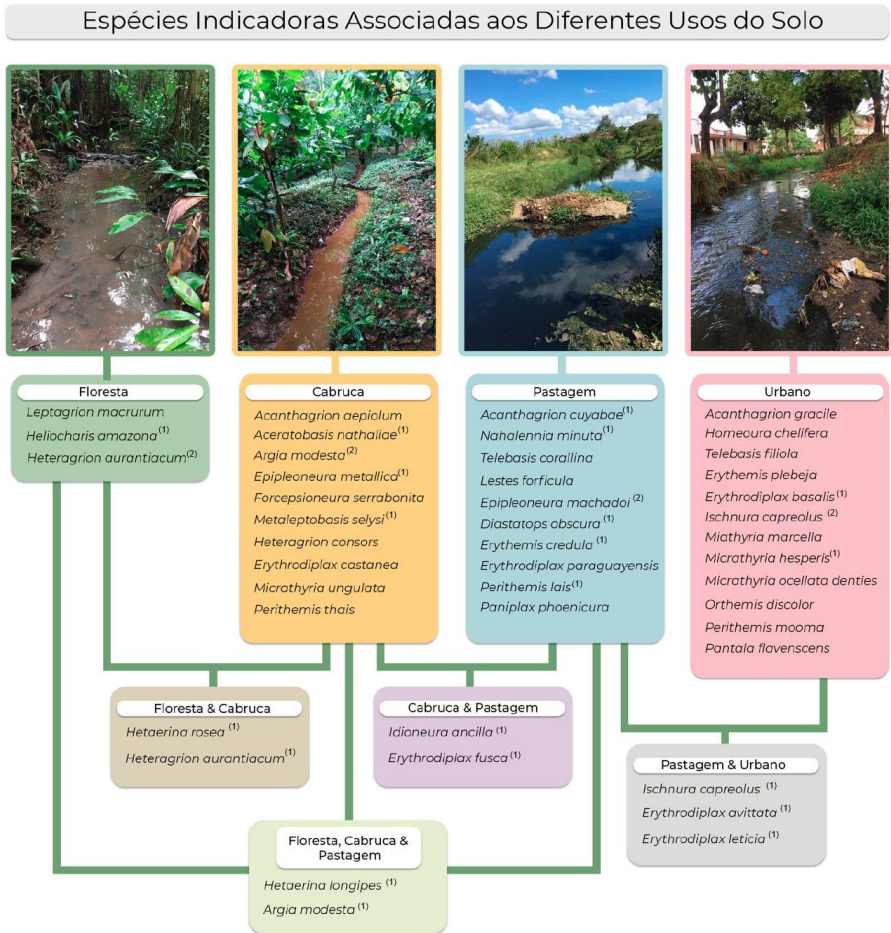 Espécies Indicadoras Associadas aos Diferentes Usos do Solo
Floresta
Leptagrion macrurum
Heliocharis amazona(1)
Heteragrion aurantiacum(2)
Cabruca
Acanthagrion aepiolum
Aceratobasis nathaliae(1)
Argia modesta(2)
Epipleoneura metallica(1)
Forcepsioneura serrabonita
Metaleptobasis selysi(1)
Heteragrion consors
Erythrodiplax castanea
Micrathyria ungulata
Perithemis thais
Pastagem
Acanthagrion cuyabae(1)
Nahalennia minuta(1)
Telebasis corallina
Lestes forficula
Epipleoneura machadoi(2)
Diastatops obscura(1)
Erythemis credula(1)
Erythrodiplax paraguayensis
Perithemis lais(1)
Paniplax phoenicura
Urbano
Acanthagrion gracile
Homeoura chelifera
Telebasis filiola
Erythemis plebeja
Erythrodiplax basalis(1)
Ischnura capreolus(2)
Miathyria marcella
Micrathyria hesperis(1)
Micrathyria ocellata denties
Orthemis discolor
Perithemis mooma
Pantala flavenscens
Floresta & Cabruca
Hetaerina rosea (1)
Heteragrion aurantiacum(1)
Cabruca & Pastagem
Idioneura ancilla (1)
Erythrodiplax fusca(1)
Pastagem & Urbano
Ischnura capreolus (1)
Erythrodiplax avittata (1)
Erythrodiplax leticia(1)
Floresta, Cabruca &
Pastagem
Hetaerina longipes (1)
Argia modesta(1)